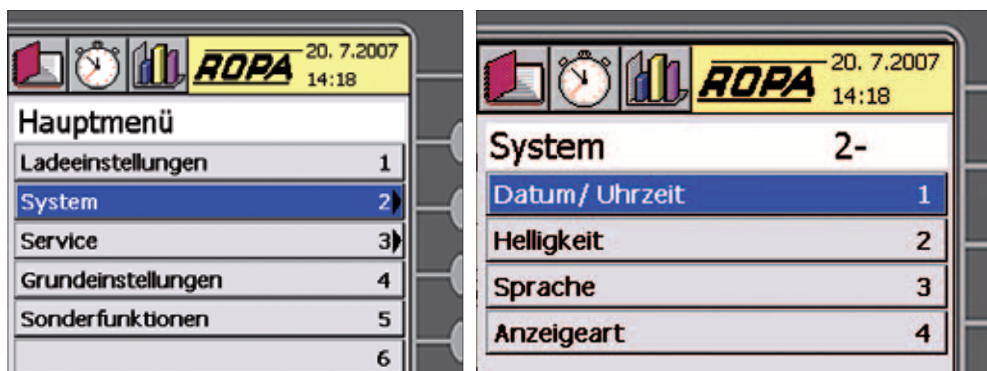 ROPA 20. 7.2007
14:18
Hauptmenü
Ladeeinstellungen 1
System 2
Service 3
Grundeinstellungen 4
Sonderfunktionen 5
6
ROPA 20. 7.2007
14:18
System 2-
Datum/ Uhrzeit 1
Helligkeit 2
Sprache 3
Anzeigeart 4